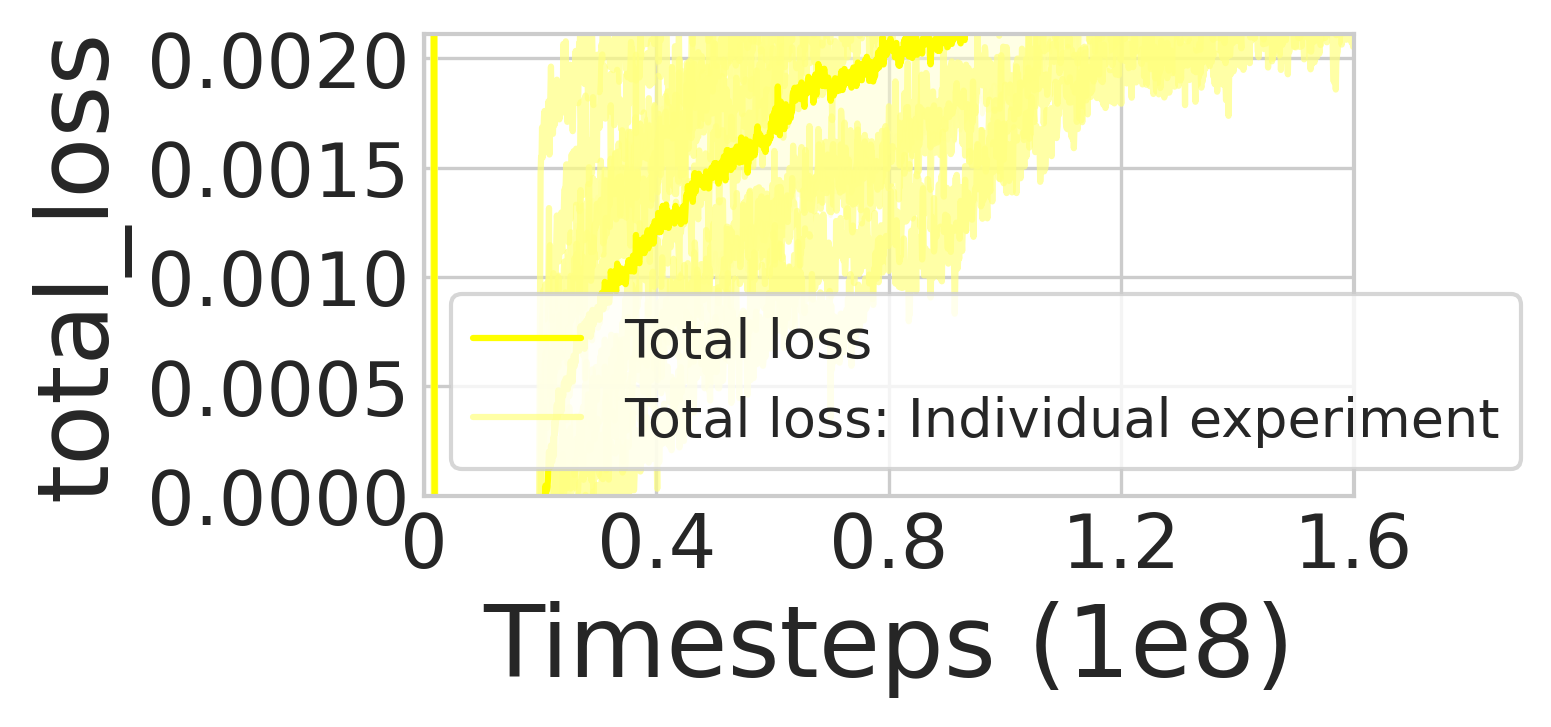 total_loss
0.0020
0.0015
0.0010
0.0005
0.0000
Total loss
Total loss: Individual experiment
0 0.4 0.8 1.2 1.6
Timesteps (1e8)